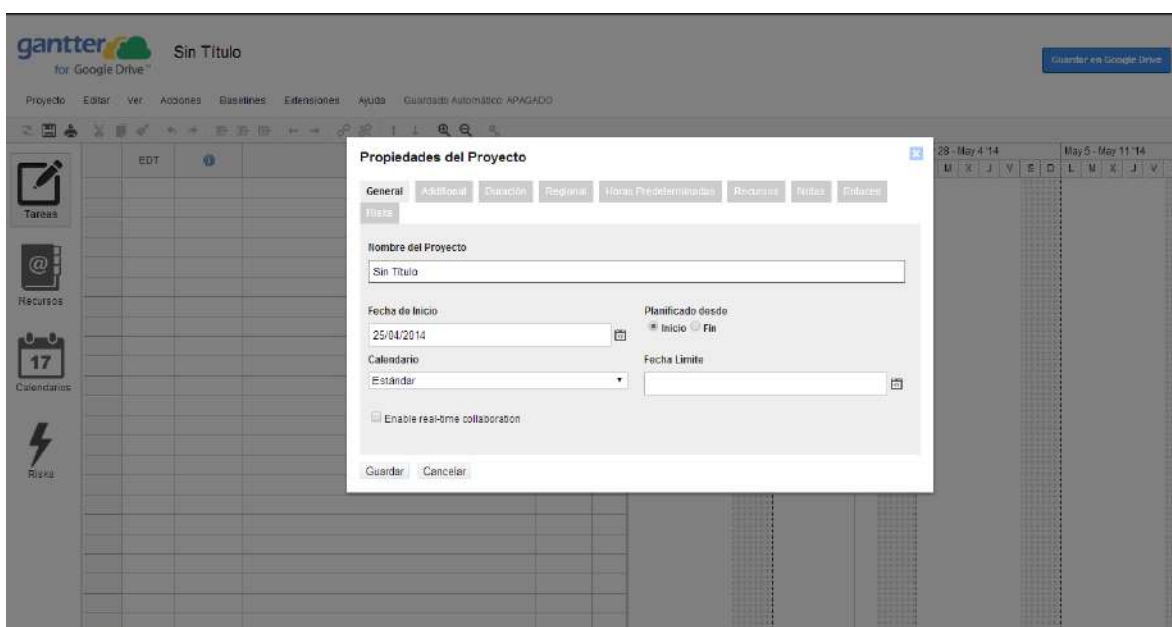 gantter
for Google Drive™
Sin Título
Guardar en Google Drive
Proyecto Editar Ver Acciones Baselines Extensiones Ayuda Guardado Automático: APAGADO
EDT
28 - May 4 '14
May 5 - May 11 '14
M X J V S D L M X J V
Tareas
Recursos
17
Calendarios
Risks
Propiedades del Proyecto
General Additional Duración Regional Horas Predeterminadas Recursos Notas Enlaces
Risks
Nombre del Proyecto
Sin Título
Fecha de Inicio
Planificado desde
25/04/2014
Inicio Fin
Calendario
Fecha Limite
Estándar
Enable real-time collaboration
Guardar Cancelar